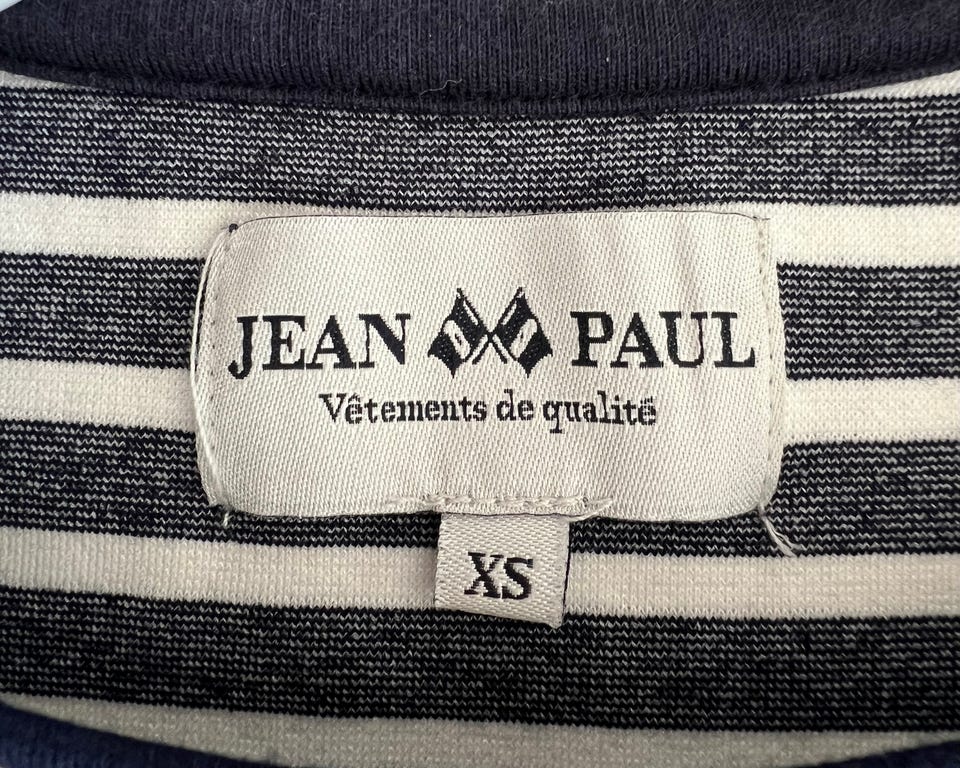 JEAN PAUL
Vêtements de qualité
XS